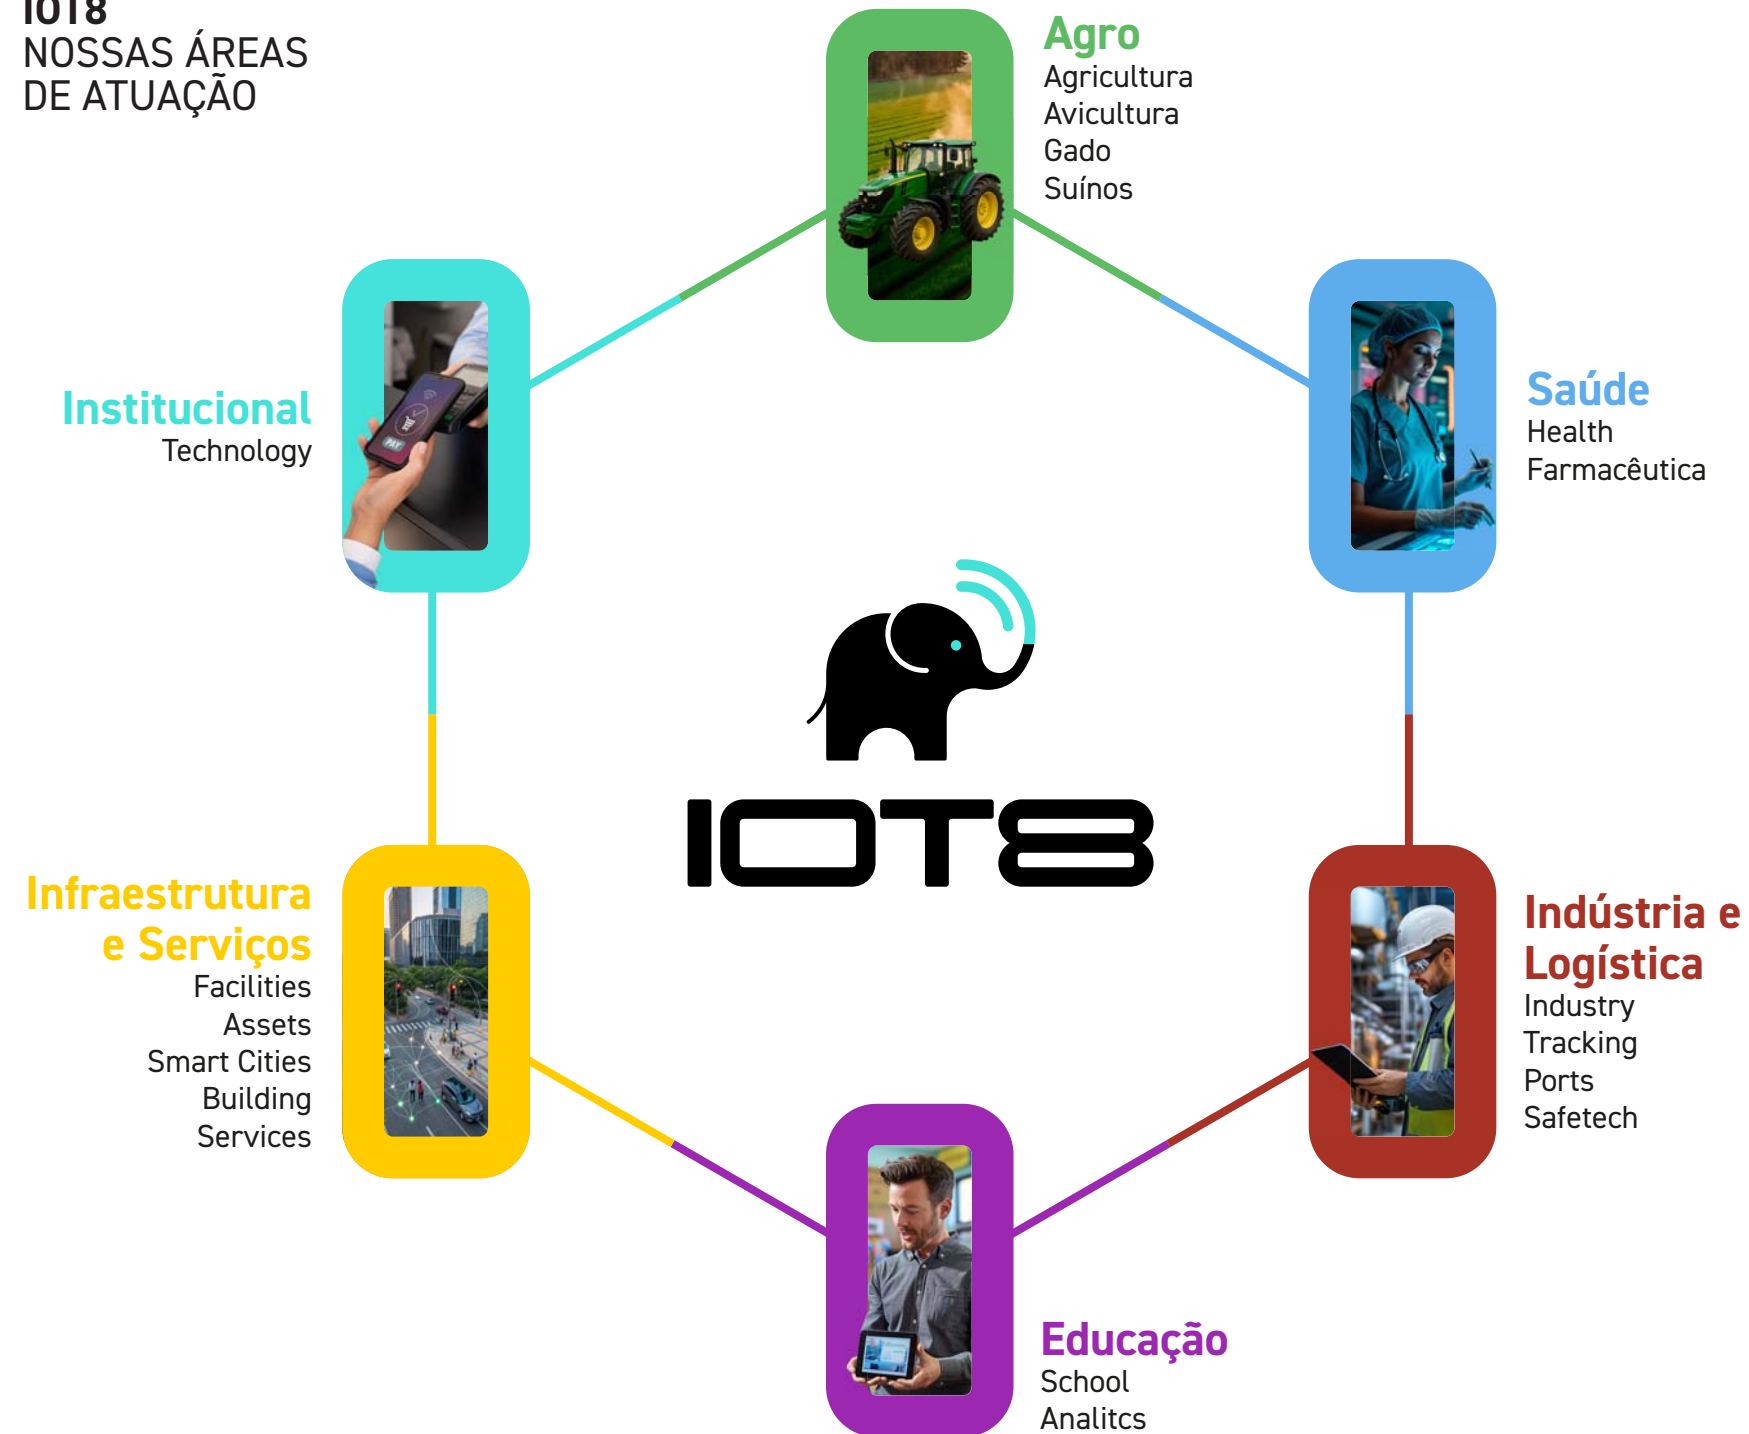 IOT8
NOSSAS ÁREAS
DE ATUAÇÃO
Agro
Agricultura
Avicultura
Gado
Suínos
Institucional
Technology
PAY
Saúde
Health
Farmacêutica
IOT8
Infraestrutura
e Serviços
Facilities
Assets
Smart Cities
Building
Services
Indústria e
Logística
Industry
Tracking
Ports
Safetech
Educação
School
Analitcs